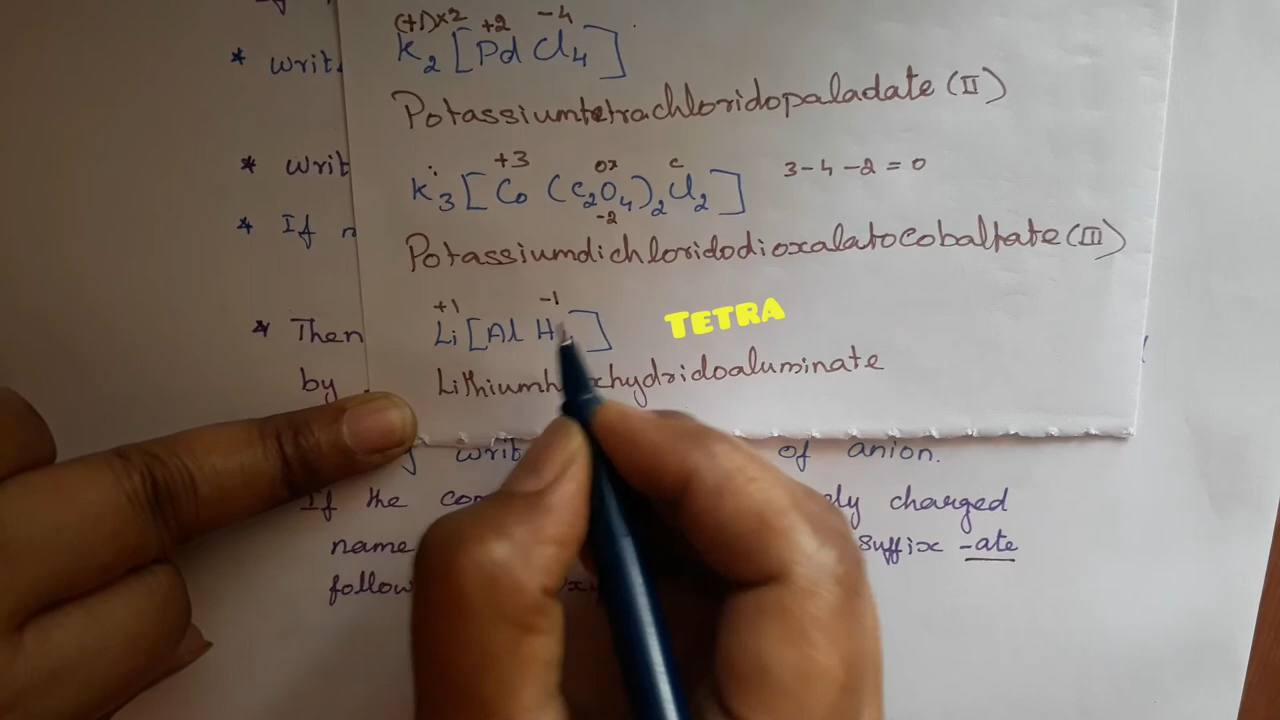 (+1)×2 +2 -4
* writ. K2[PdCl4]
Potassiumtetrachloridopaladate (II)
+3 ox c
* writ K3[Co(C2O4)2Cl2] 3-4-2=0
-2
* If n Potassiumdichloridodioxalatocobaltate (III)
+1 -1
* Then Li[AlH ] TETRA
by Lithiumh hydridoaluminate
writ of anion.
If the co ly charged
name suffix -ate
follow